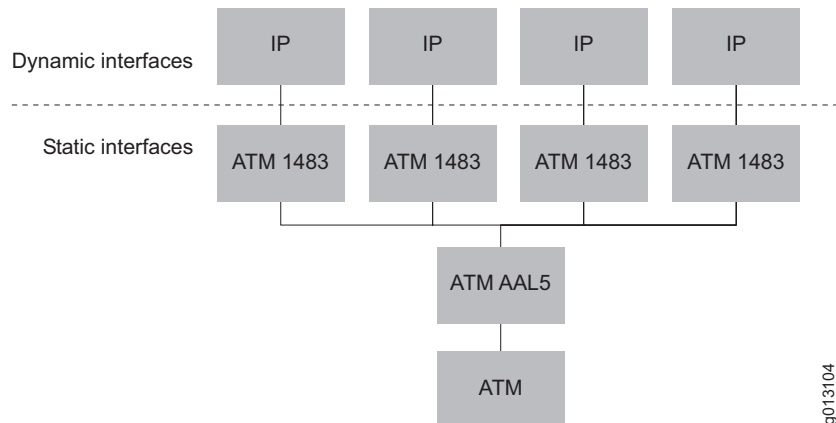 IP IP IP IP
Dynamic interfaces
Static interfaces
ATM 1483 ATM 1483 ATM 1483 ATM 1483
ATM AAL5
ATM
g013104